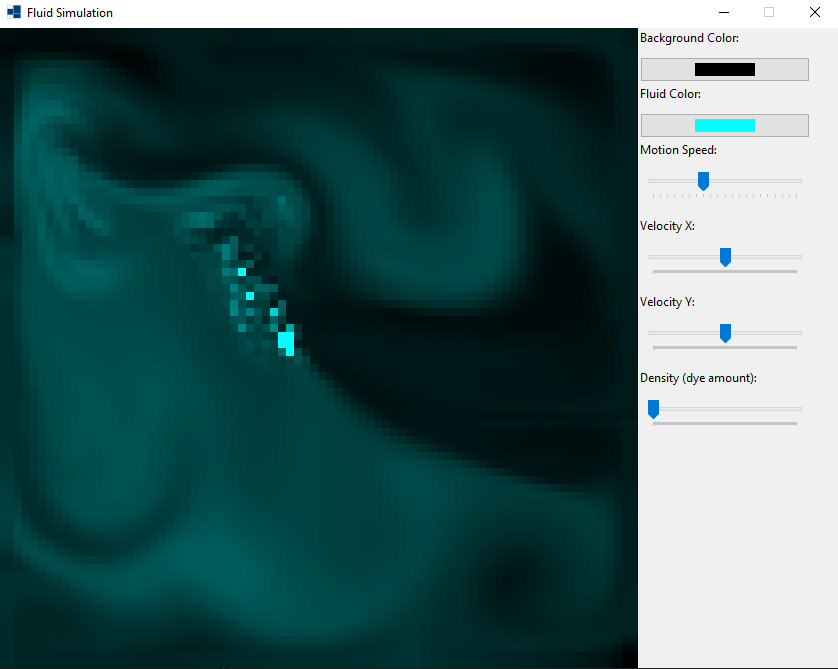 Fluid Simulation
Background Color:
Fluid Color:
Motion Speed:
Velocity X:
Velocity Y:
Density (dye amount):